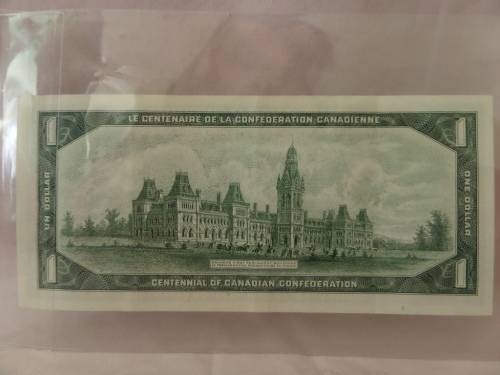 LE CENTENAIRE DE LA CONFEDERATION CANADIENNE
1
1
UN DOLLAR
ONE DOLLAR
1
1
CENTENNIAL OF CANADIAN CONFEDERATION